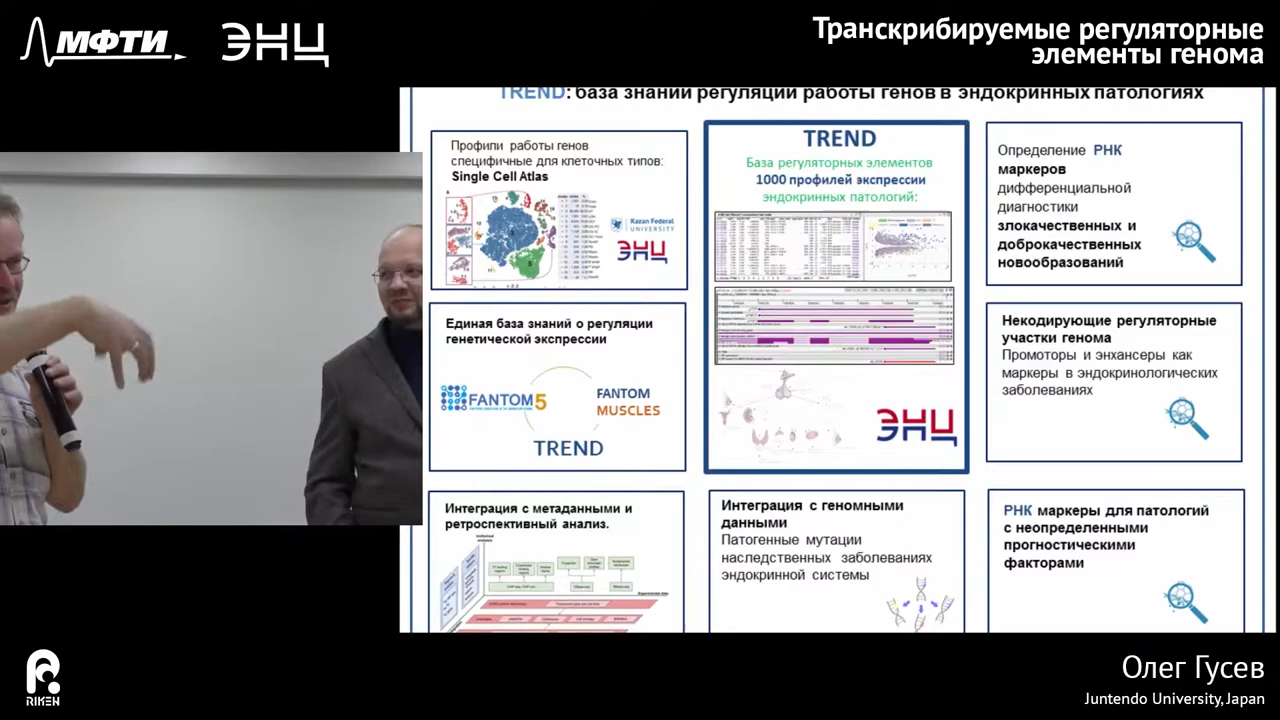 МФТИ
ЭНЦ
Транскрибируемые регуляторные
элементы генома
TREND: база знаний регуляции работы генов в эндокринных патологиях
Профили работы генов
специфичные для клеточных типов:
Single Cell Atlas
Kazan Federal
UNIVERSITY
ЭНЦ
Единая база знаний о регуляции
генетической экспрессии
FANTOM5
FANTOM
MUSCLES
TREND
Интеграция с метаданными и
ретроспективный анализ.
TREND
База регуляторных элементов
1000 профилей экспрессии
эндокринных патологий:
ЭНЦ
Интеграция с геномными
данными
Патогенные мутации
наследственных заболеваниях
эндокринной системы
Определение РНК
маркеров
дифференциальной
диагностики
злокачественных и
доброкачественных
новообразований
Некодирующие регуляторные
участки генома
Промоторы и энхансеры как
маркеры в эндокринологических
заболеваниях
РНК маркеры для патологий
с неопределенными
прогностическими
факторами
RIKEN
Олег Гусев
Juntendo University, Japan